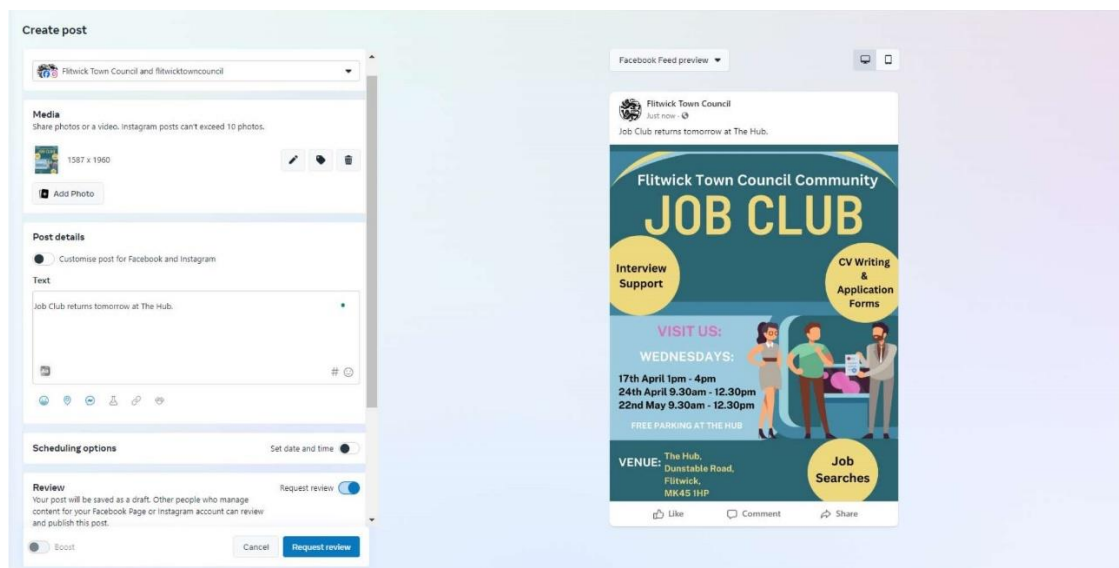 Create post
Flitwick Town Council and flitwicktowncouncil
Media
Share photos or a video. Instagram posts can't exceed 10 photos.
1587 x 1960
Add Photo
Post details
Customise post for Facebook and Instagram
Text
Job Club returns tomorrow at The Hub.
#
Scheduling options
Set date and time
Review
Request review
Your post will be saved as a draft. Other people who manage
content for your Facebook Page or Instagram account can review
and publish this post.
Boost
Cancel
Request review
Facebook Feed preview
Flitwick Town Council
Just now
Job Club returns tomorrow at The Hub.
Flitwick Town Council Community
JOB CLUB
Interview
Support
CV Writing
&
Application
Forms
VISIT US:
WEDNESDAYS:
17th April 1pm - 4pm
24th April 9.30am - 12.30pm
22nd May 9.30am - 12.30pm
FREE PARKING AT THE HUB
VENUE:
The Hub,
Dunstable Road,
Flitwick,
MK45 1HP
Job
Searches
Like
Comment
Share